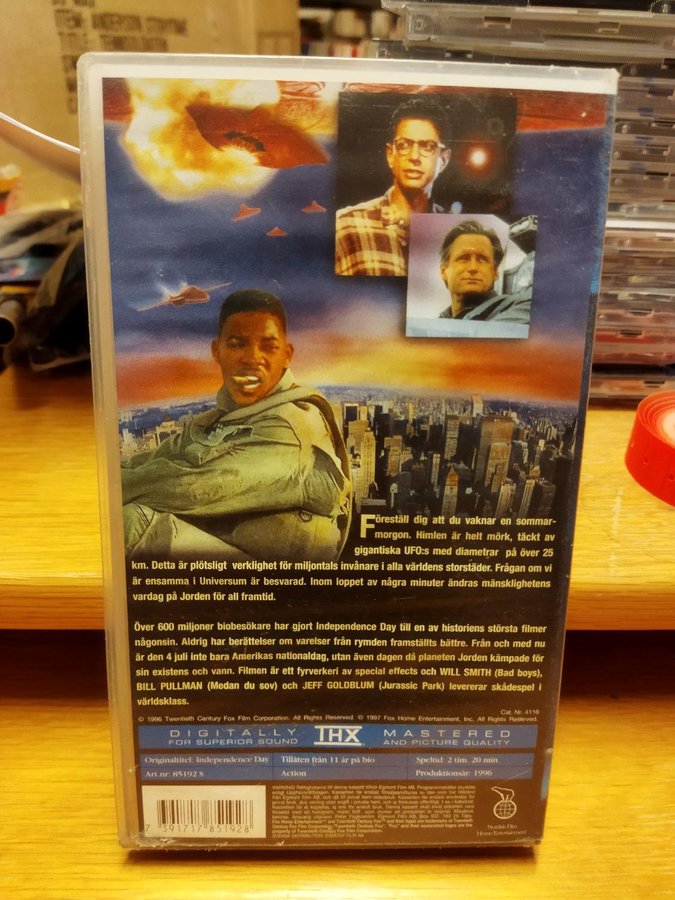 Föreställ dig att du vaknar en sommar-
morgon. Himlen är helt mörk, täckt av
gigantiska UFO:s med diametrar på över 25
km. Detta är plötsligt verklighet för miljontals invånare i alla världens storstäder. Frågan om vi
är ensamma i Universum är besvarad. Inom loppet av några minuter ändras mänsklighetens
vardag på Jorden för all framtid.
Över 600 miljoner biobesökare har gjort Independence Day till en av historiens största filmer
någonsin. Aldrig har berättelser om varelser från rymden framställts bättre. Från och med nu
är den 4 juli inte bara Amerikas nationaldag, utan även dagen då planeten Jorden kämpade för
sin existens och vann. Filmen är ett fyrverkeri av special effects och WILL SMITH (Bad boys),
BILL PULLMAN (Medan du sov) och JEFF GOLDBLUM (Jurassic Park) levererar skådespel i
världsklass.
Cat. Nr. 4118
© 1996 Twentieth Century Fox Film Corporation. All Rights Reserved. © 1997 Fox Home Entertainment, Inc. All Rights Reserved.
DIGITALLY THX MASTERED
FOR SUPERIOR SOUND AND PICTURE QUALITY
Originaltitel: Independence Day Tillåten från 11 år på bio Speltid: 2 tim. 20 min.
Art.nr: 85192 S Action Produktionsår: 1996
7 391717 851928
Nordisk Film
Home Entertainment